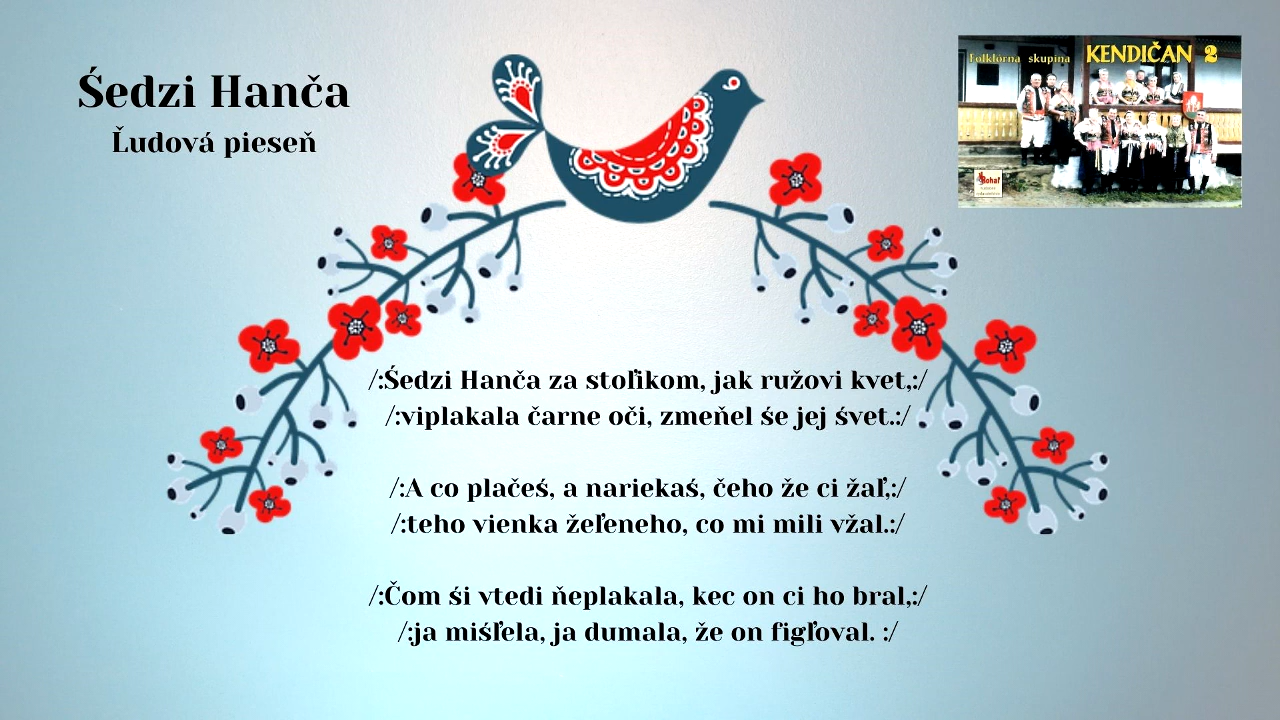 Śedzi Hanča
Ľudová pieseň
Folklórna skupina KENDIČAN 2
Bohať
/:Śedzi Hanča za stoľikom, jak ružovi kvet,:/
/:viplakala čarne oči, zmeňel śe jej śvet.:/
/:A co plačeś, a nariekaś, čeho že ci žaľ,:/
/:teho vienka žeľeneho, co mi mili vžal.:/
/:Čom śi vtedi ňeplakala, kec on ci ho bral,:/
/:ja miśľela, ja dumala, že on figľoval. :/